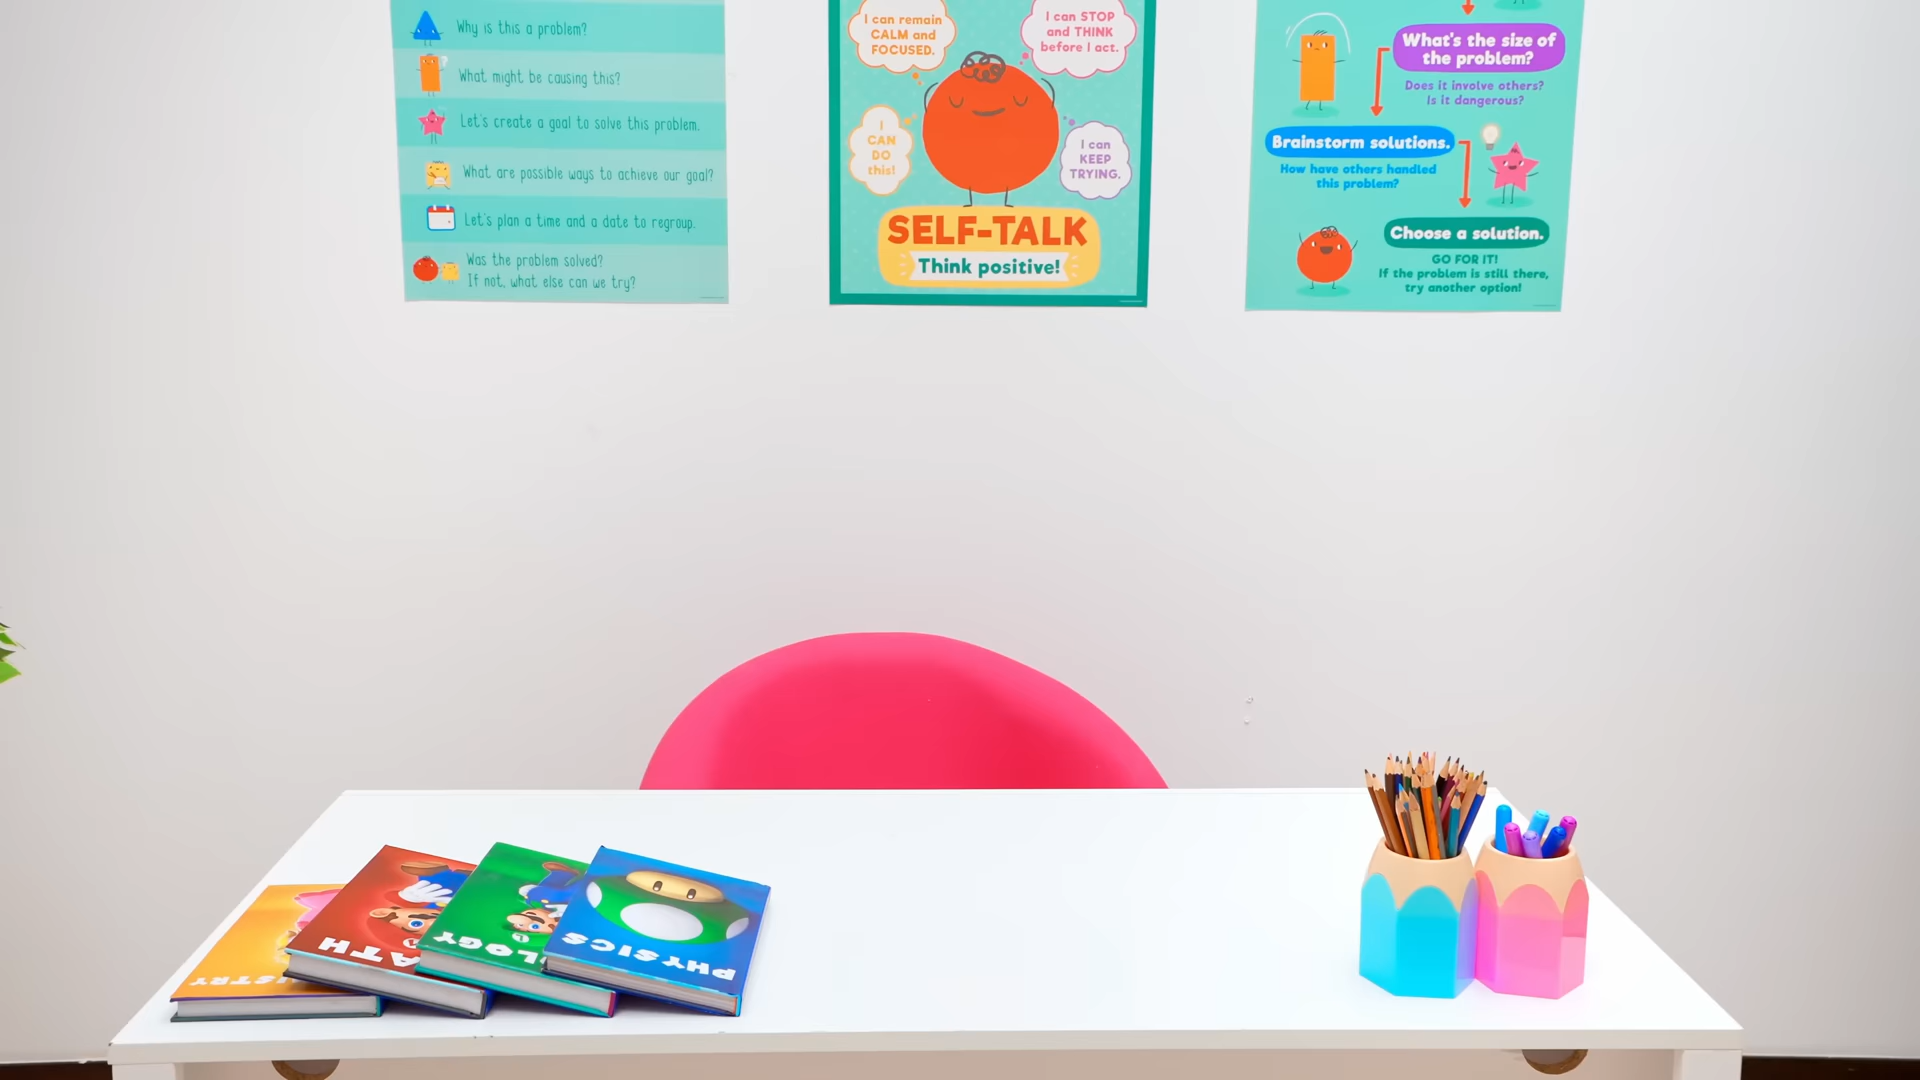 Why is this a problem?
What might be causing this?
Let's create a goal to solve this problem.
What are possible ways to achieve our goal?
Let's plan a time and a date to regroup.
Was the problem solved?
If not, what else can we try?
I can remain
CALM and
FOCUSED.
I can STOP
and THINK
before I act.
I
CAN
DO
this!
I can
KEEP
TRYING.
SELF-TALK
Think positive!
What's the size of
the problem?
Does it involve others?
Is it dangerous?
Brainstorm solutions.
How have others handled
this problem?
Choose a solution.
GO FOR IT!
If the problem is still there,
try another option!
ISTRY
ATH
LOGY
PHYSICS